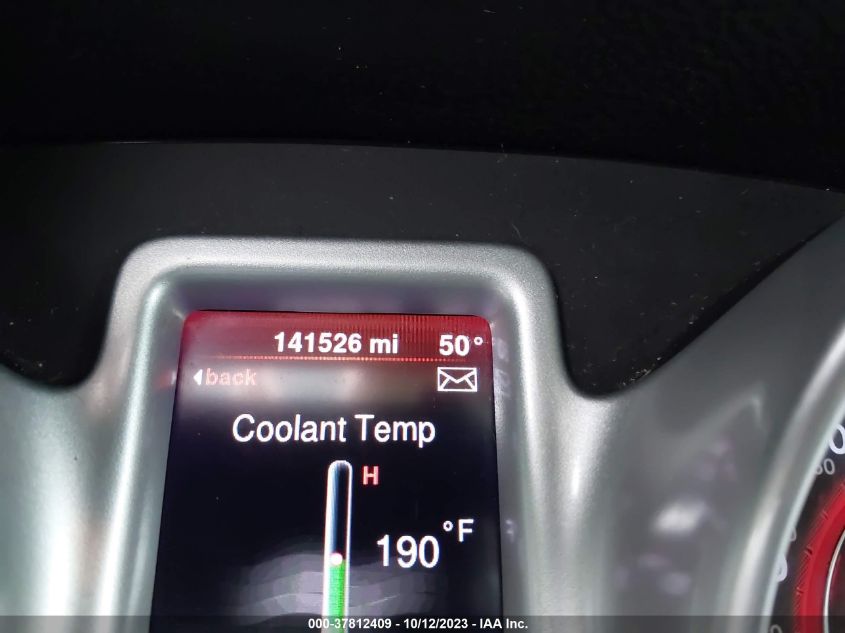 141526 mi 50°
back
Coolant Temp
H
190 °F
000-37812409 - 10/12/2023 - IAA Inc.